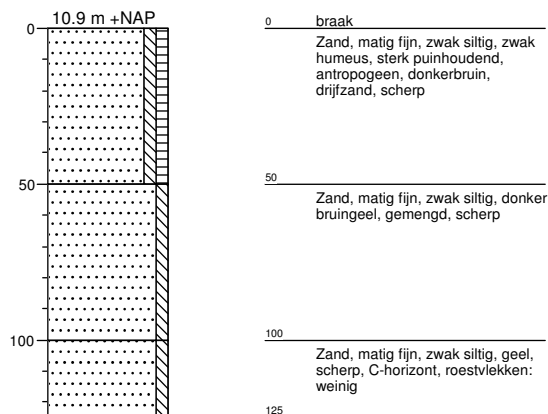 10.9 m +NAP
0
50
100
0
braak
Zand, matig fijn, zwak siltig, zwak
humeus, sterk puinhoudend,
antropogeen, donkerbruin,
drijfzand, scherp
50
Zand, matig fijn, zwak siltig, donker
bruingeel, gemengd, scherp
100
Zand, matig fijn, zwak siltig, geel,
scherp, C-horizont, roestvlekken:
weinig
125